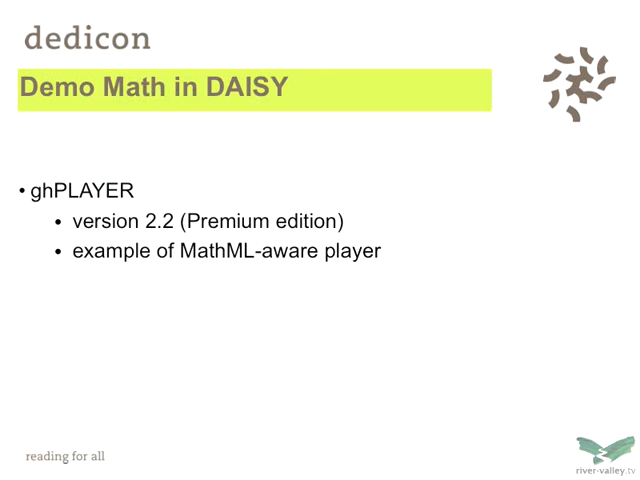 dedicon
Demo Math in DAISY
• ghPLAYER
• version 2.2 (Premium edition)
• example of MathML-aware player
reading for all
river-valley.tv